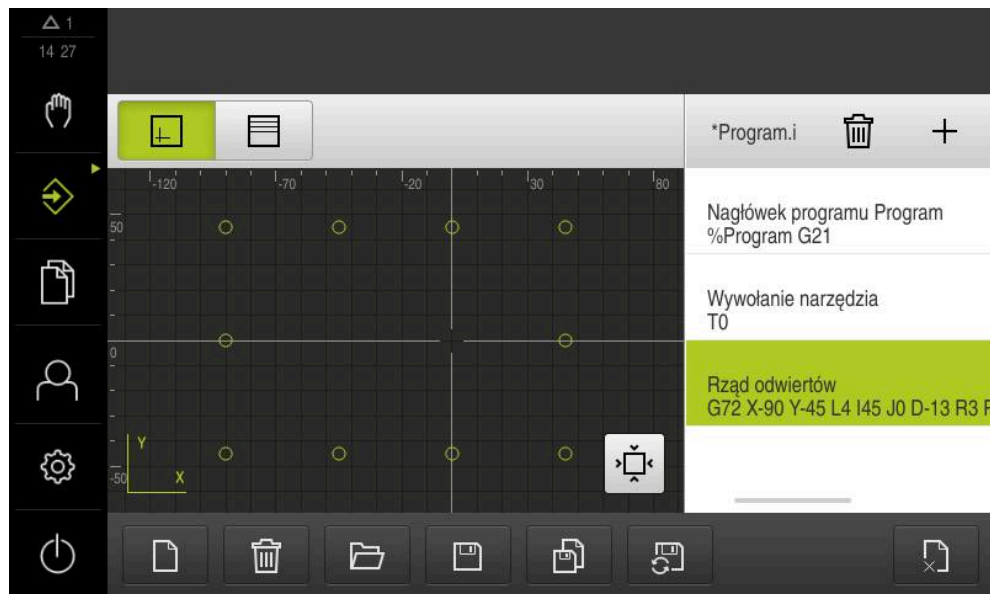 1
14 27
*Program.i
-120 -70 -20 30 80
50
0
-50
Y
X
Nagłówek programu Program
%Program G21
Wywołanie narzędzia
T0
Rząd odwiertów
G72 X-90 Y-45 L4 I45 J0 D-13 R3